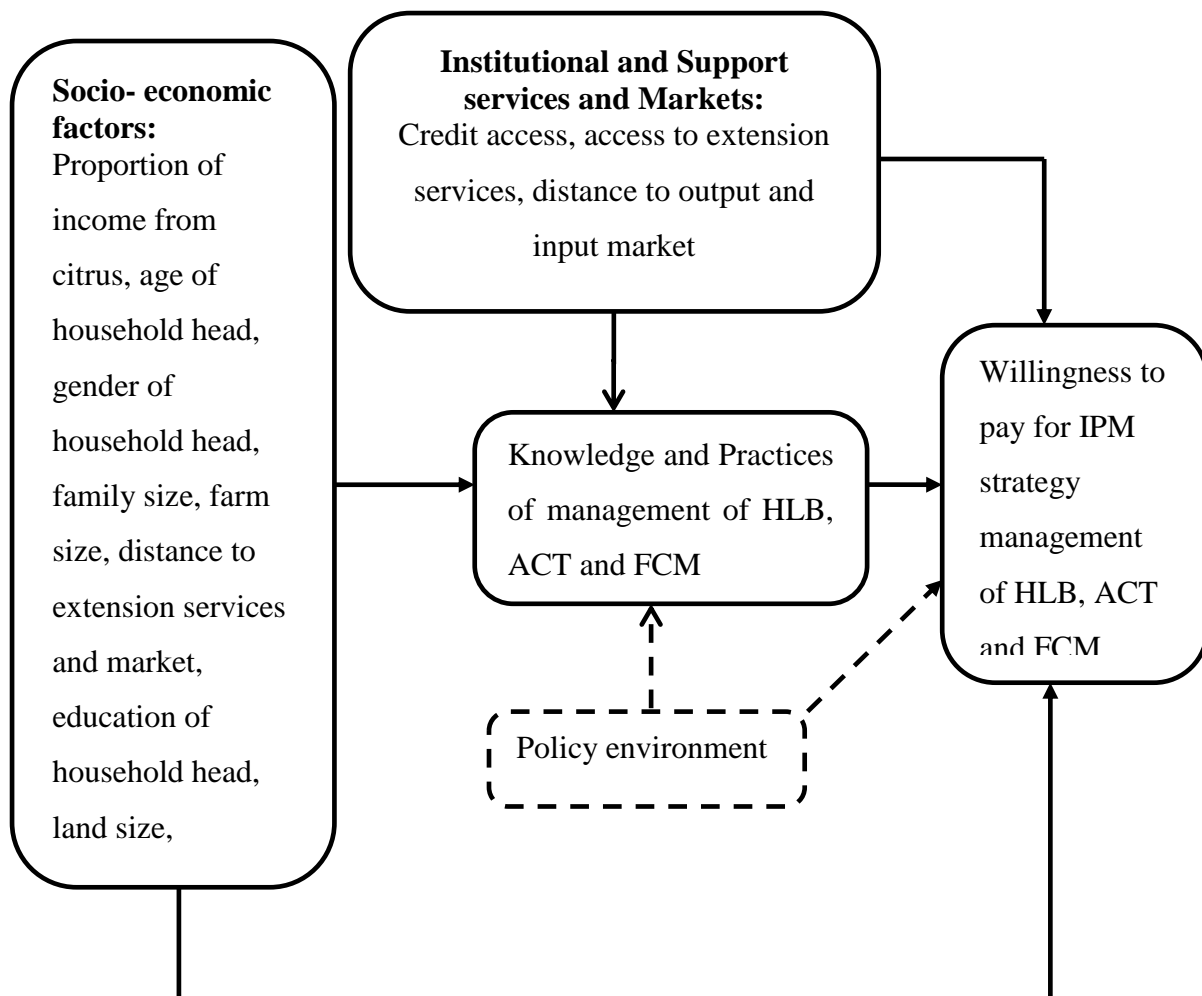 Socio- economic
factors:
Proportion of
income from
citrus, age of
household head,
gender of
household head,
family size, farm
size, distance to
extension services
and market,
education of
household head,
land size,
Institutional and Support
services and Markets:
Credit access, access to extension
services, distance to output and
input market
Knowledge and Practices
of management of HLB,
ACT and FCM
Policy environment
Willingness to
pay for IPM
strategy
management
of HLB, ACT
and FCM